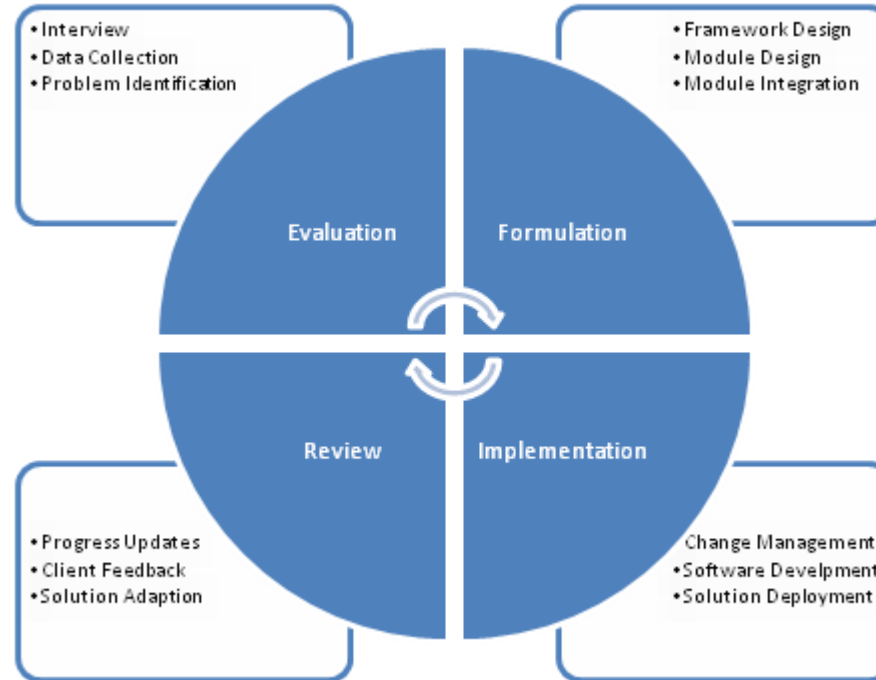 • Interview
• Data Collection
• Problem Identification
• Framework Design
• Module Design
• Module Integration
Evaluation
Formulation
Review
Implementation
• Progress Updates
• Client Feedback
• Solution Adaption
Change Management
• Software Develpment
• Solution Deployment